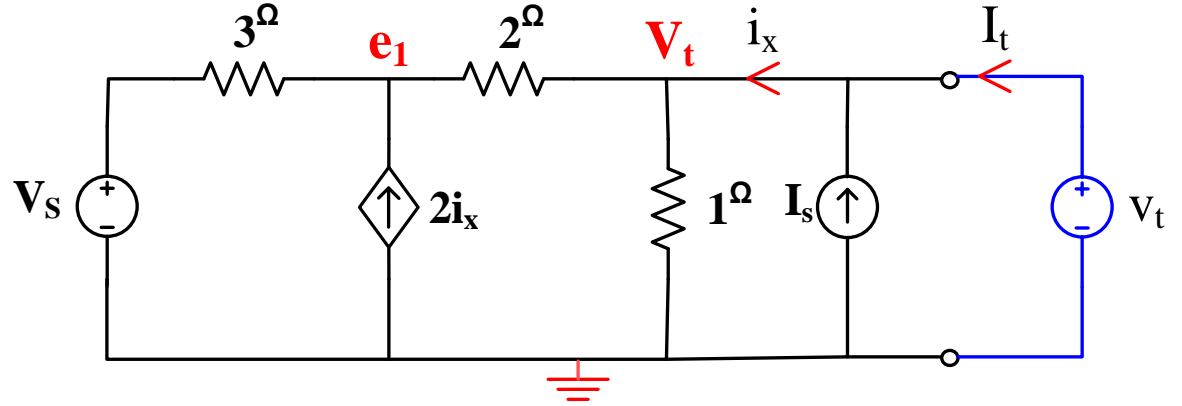 3Ω
e1
2Ω
Vt
ix
It
VS
+
−
2ix
1Ω
Is
+
−
vt